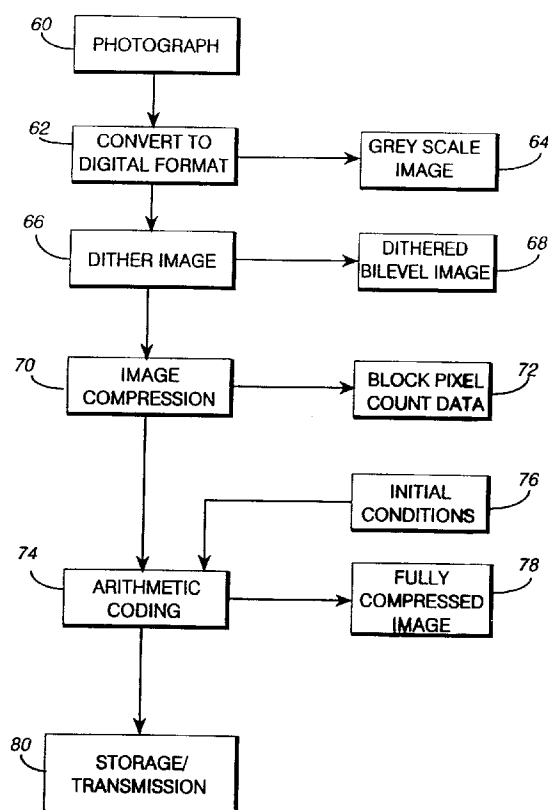 60
PHOTOGRAPH
62
CONVERT TO
DIGITAL FORMAT
GREY SCALE
IMAGE
64
66
DITHER IMAGE
DITHERED
BILEVEL IMAGE
68
70
IMAGE
COMPRESSION
BLOCK PIXEL
COUNT DATA
72
INITIAL
CONDITIONS
76
74
ARITHMETIC
CODING
FULLY
COMPRESSED
IMAGE
78
80
STORAGE/
TRANSMISSION